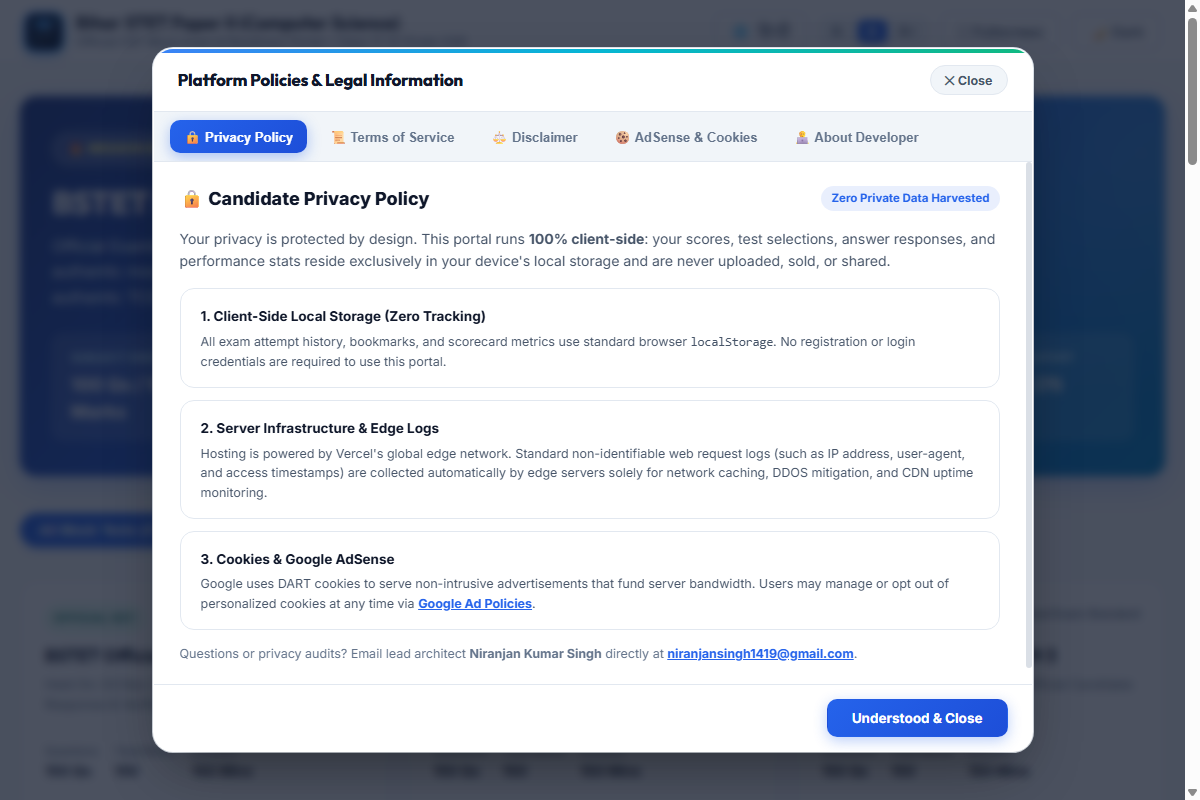 Platform Policies & Legal Information
Close
Privacy Policy
Terms of Service
Disclaimer
AdSense & Cookies
About Developer
Candidate Privacy Policy
Zero Private Data Harvested
Your privacy is protected by design. This portal runs 100% client-side: your scores, test selections, answer responses, and
performance stats reside exclusively in your device's local storage and are never uploaded, sold, or shared.
1. Client-Side Local Storage (Zero Tracking)
All exam attempt history, bookmarks, and scorecard metrics use standard browser localStorage. No registration or login
credentials are required to use this portal.
2. Server Infrastructure & Edge Logs
Hosting is powered by Vercel's global edge network. Standard non-identifiable web request logs (such as IP address, user-agent,
and access timestamps) are collected automatically by edge servers solely for network caching, DDOS mitigation, and CDN uptime
monitoring.
3. Cookies & Google AdSense
Google uses DART cookies to serve non-intrusive advertisements that fund server bandwidth. Users may manage or opt out of
personalized cookies at any time via Google Ad Policies.
Questions or privacy audits? Email lead architect Niranjan Kumar Singh directly at niranjansingh1419@gmail.com.
Understood & Close